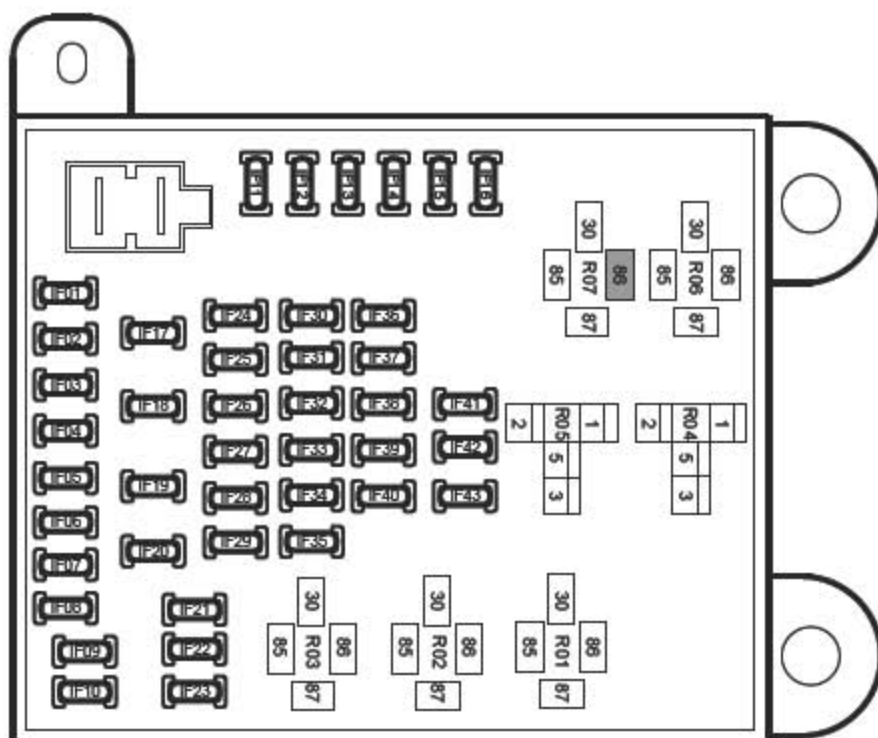 IF11 IF12 IF13 IF14 IF15 IF16
30 30
85 R07 86 85 R06 86
87 87
IF01 IF24 IF30 IF36
IF02 IF17 IF25 IF31 IF37
IF03 IF18 IF26 IF32 IF38 IF41 2 R05 1 2 R04 1
IF04 IF27 IF33 IF39 IF42 5 5
IF05 IF19 IF28 IF34 IF40 IF43 3 3
IF06 IF20 IF29 IF35
IF07
IF08 IF21 30 30 30
IF09 IF22 85 R03 86 85 R02 86 85 R01 86
IF10 IF23 87 87 87